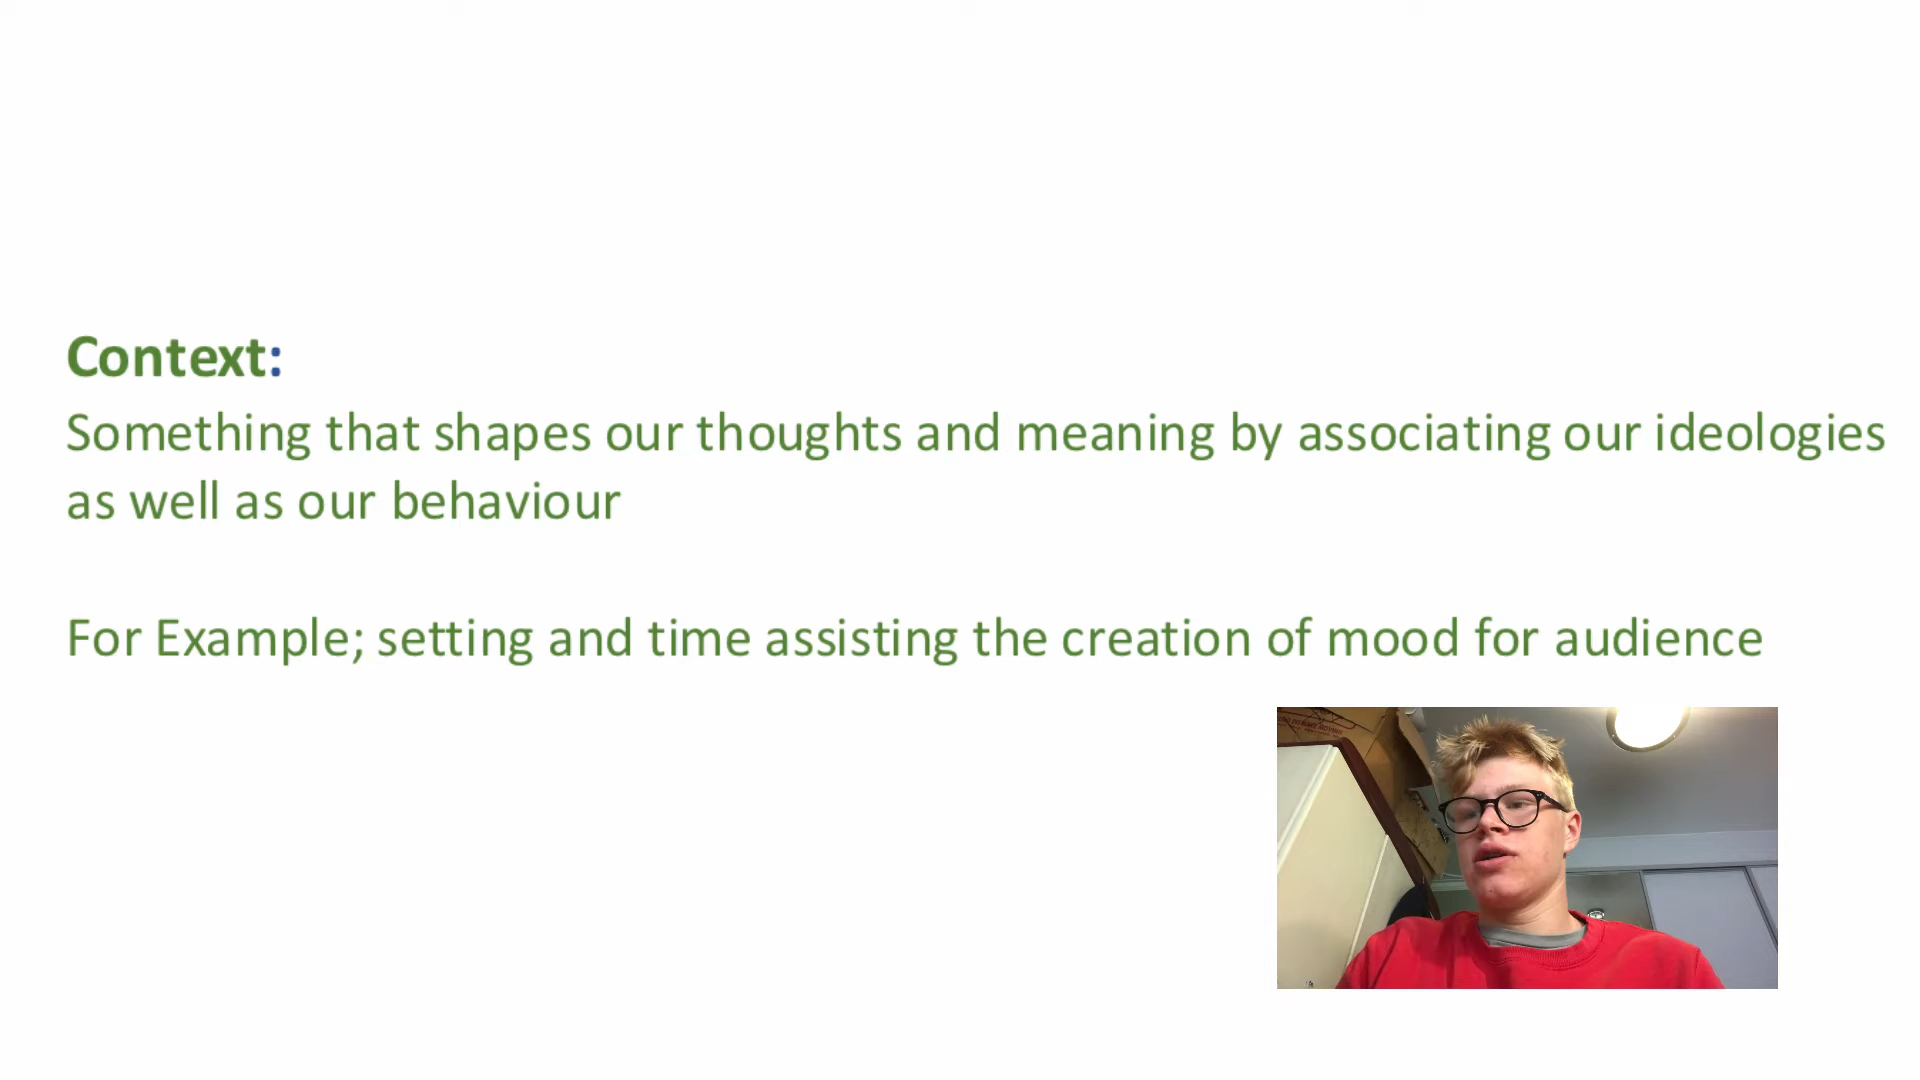 Context:
Something that shapes our thoughts and meaning by associating our ideologies
as well as our behaviour
For Example; setting and time assisting the creation of mood for audience